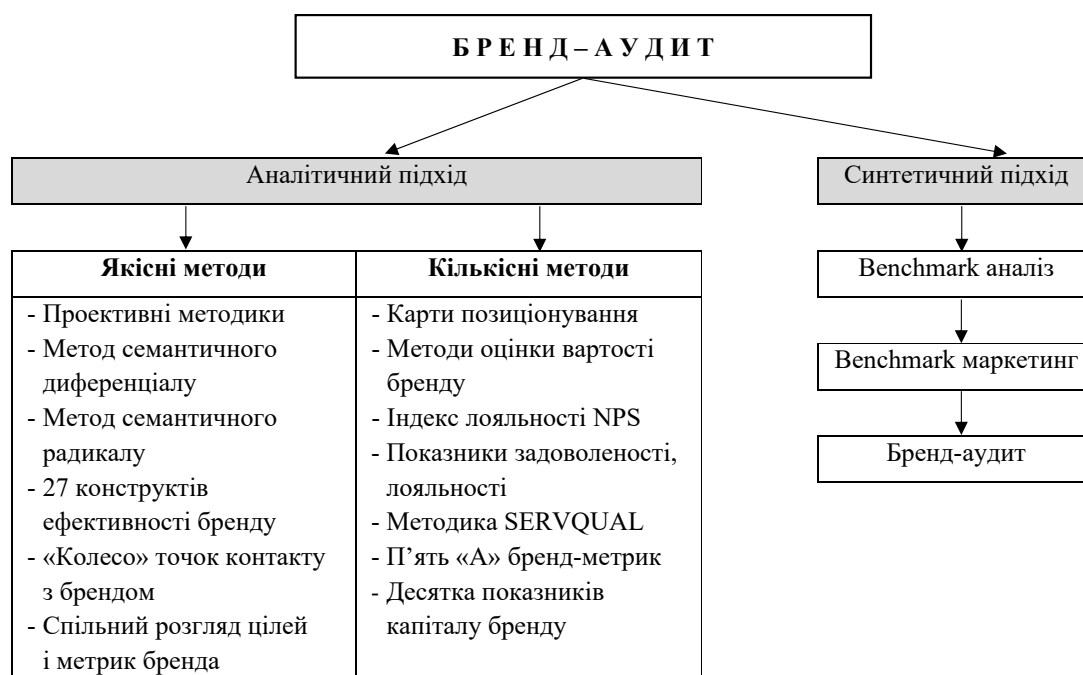 Б Р Е Н Д – А У Д И Т
Аналітичний підхід
Синтетичний підхід
Якісні методи
- Проективні методики
- Метод семантичного
диференціалу
- Метод семантичного
радикалу
- 27 конструктів
ефективності бренду
- «Колесо» точок контакту
з брендом
- Спільний розгляд цілей
і метрик бренда
Кількісні методи
- Карти позиціонування
- Методи оцінки вартості
бренду
- Індекс лояльності NPS
- Показники задоволеності,
лояльності
- Методика SERVQUAL
- П’ять «А» бренд-метрик
- Десятка показників
капіталу бренду
Benchmark аналіз
Benchmark маркетинг
Бренд-аудит